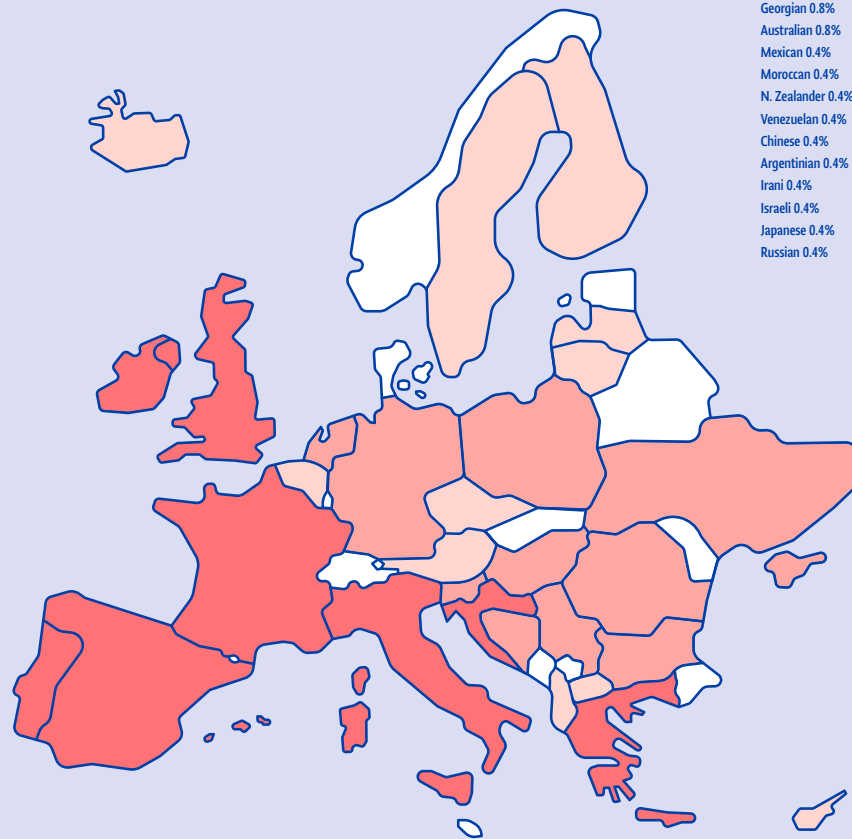 Georgian 0.8%
Australian 0.8%
Mexican 0.4%
Moroccan 0.4%
N. Zealander 0.4%
Venezuelan 0.4%
Chinese 0.4%
Argentinian 0.4%
Irani 0.4%
Israeli 0.4%
Japanese 0.4%
Russian 0.4%